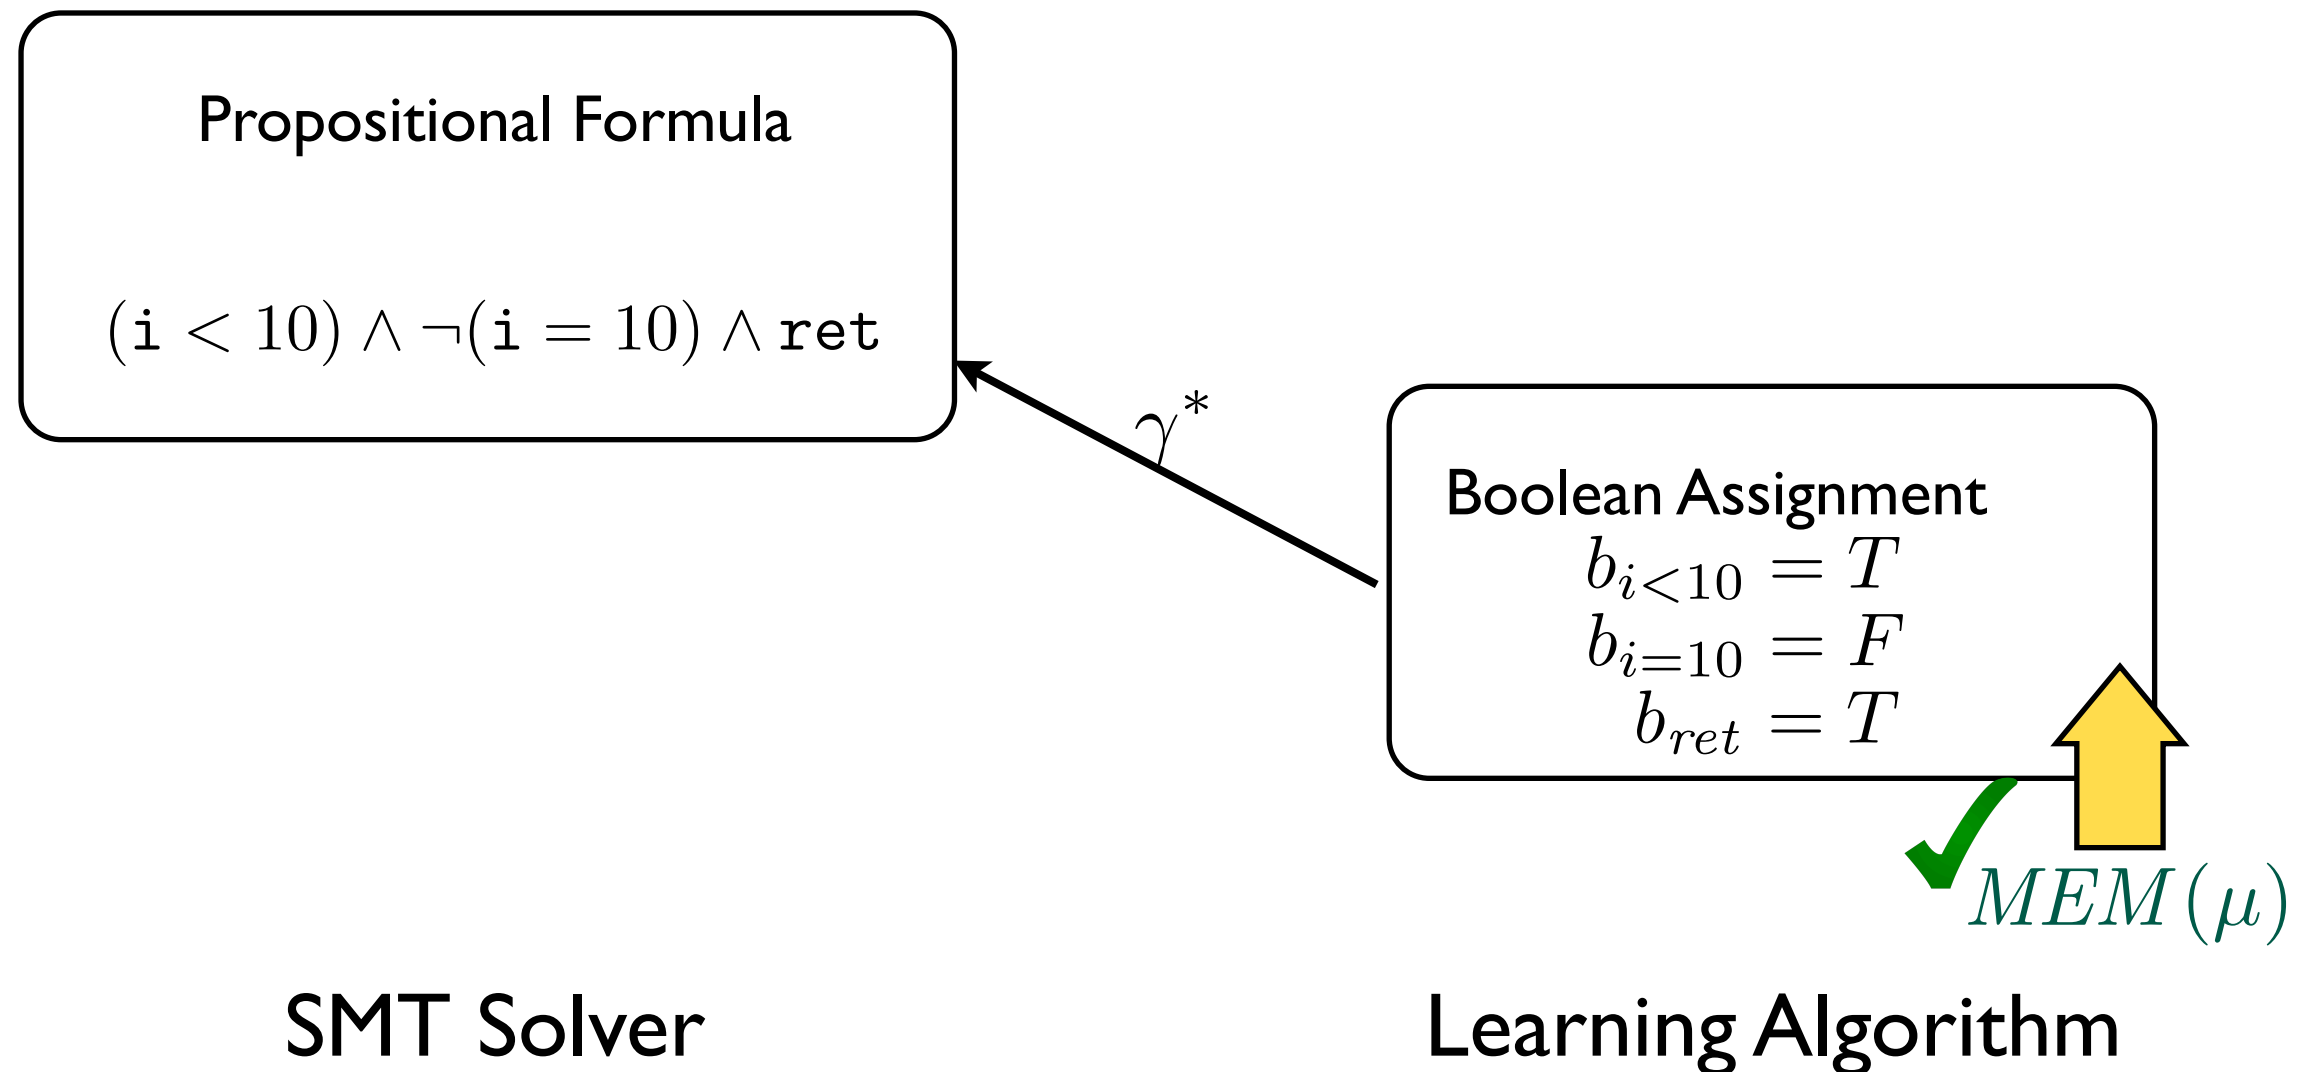 Propositional Formula
(i < 10) ∧ ¬(i = 10) ∧ ret
γ*
Boolean Assignment
b_{i<10} = T
b_{i=10} = F
b_{ret} = T
MEM(μ)
SMT Solver
Learning Algorithm